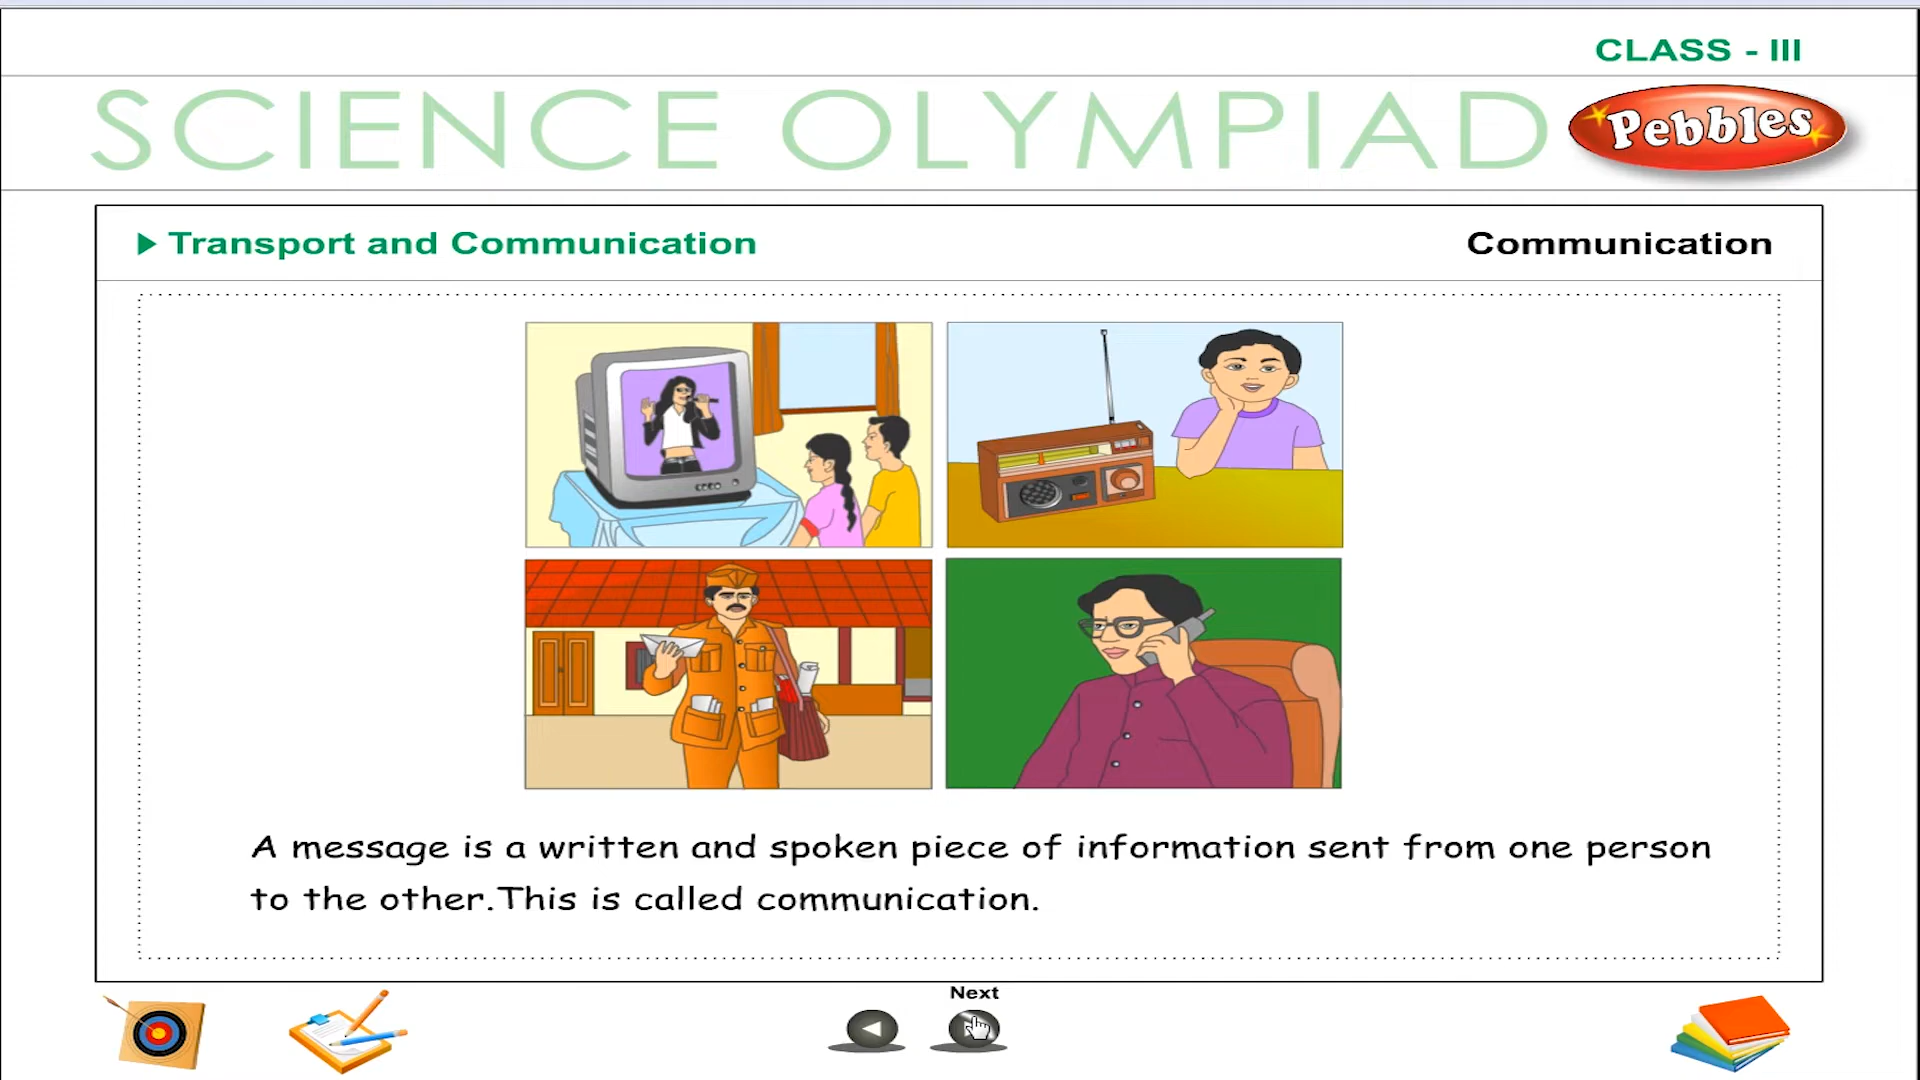 CLASS - III
SCIENCE OLYMPIAD
Pebbles
Transport and Communication
Communication
A message is a written and spoken piece of information sent from one person
to the other.This is called communication.
Next